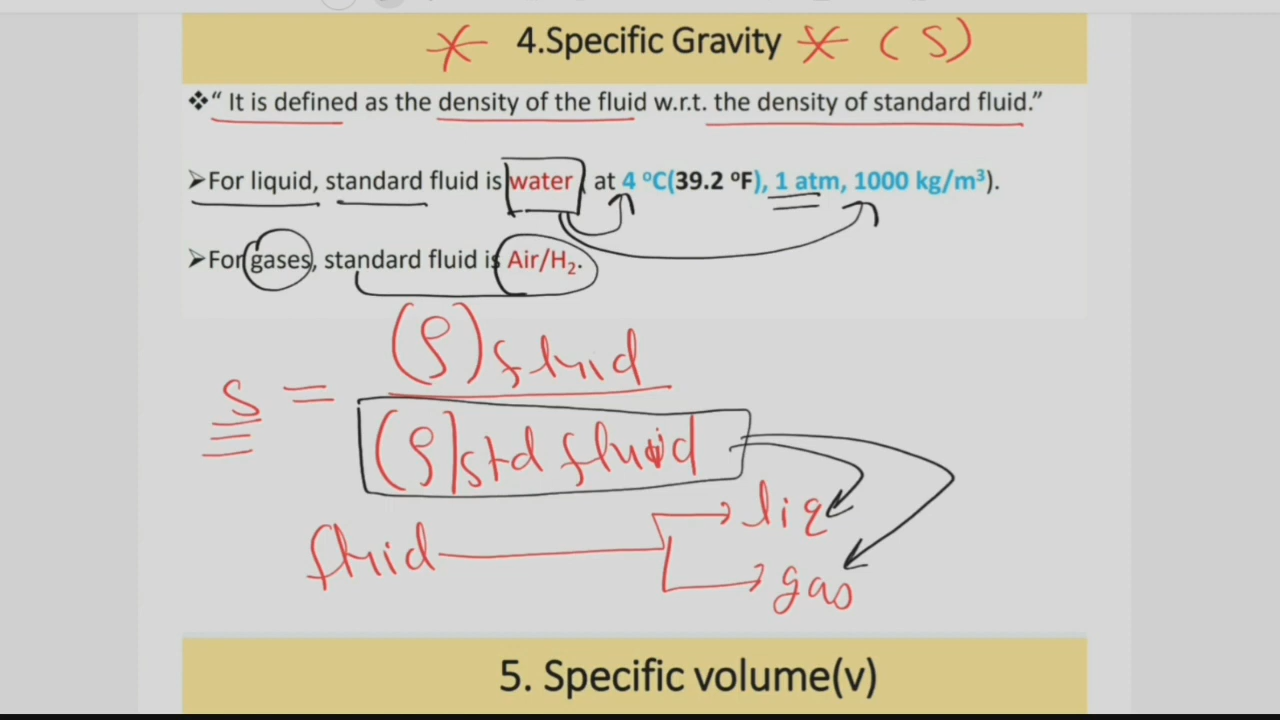 * 4.Specific Gravity * (S)
❖“ It is defined as the density of the fluid w.r.t. the density of standard fluid.”
➢For liquid, standard fluid is water at 4 ⁰C(39.2 ⁰F), 1 atm, 1000 kg/m³).
➢For gases, standard fluid is Air/H₂.
(ρ)fluid
S =
(ρ)std fluid
fluid → liq
→ gas
5. Specific volume(v)